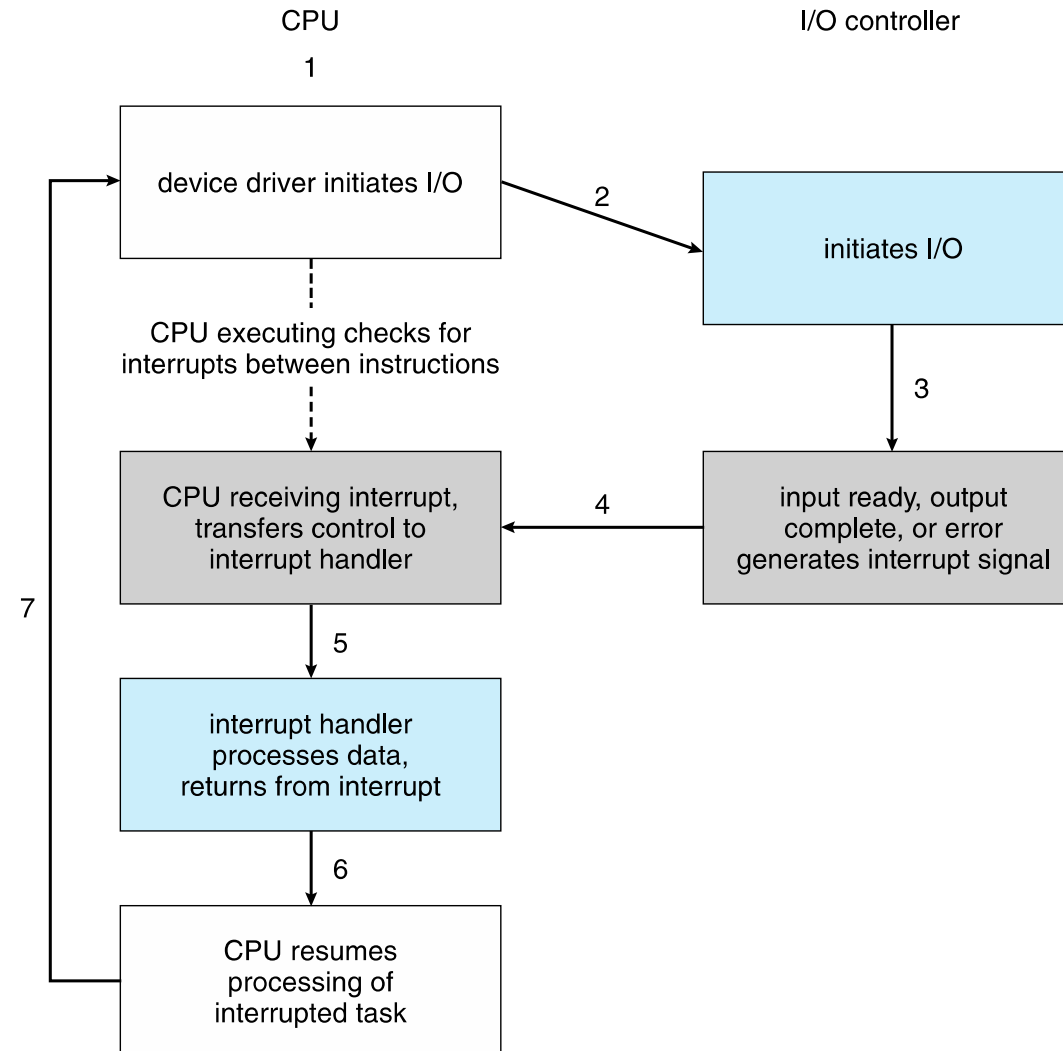 CPU
I/O controller
1
device driver initiates I/O
2
initiates I/O
CPU executing checks for
interrupts between instructions
3
CPU receiving interrupt,
transfers control to
interrupt handler
4
input ready, output
complete, or error
generates interrupt signal
5
7
interrupt handler
processes data,
returns from interrupt
6
CPU resumes
processing of
interrupted task